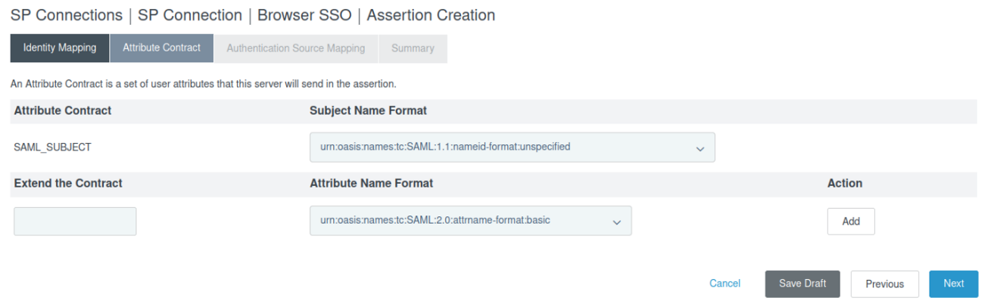 SP Connections | SP Connection | Browser SSO | Assertion Creation
Identity Mapping Attribute Contract Authentication Source Mapping Summary
An Attribute Contract is a set of user attributes that this server will send in the assertion.
Attribute Contract Subject Name Format
SAML_SUBJECT urn:oasis:names:tc:SAML:1.1:nameid-format:unspecified
Extend the Contract Attribute Name Format Action
urn:oasis:names:tc:SAML:2.0:attrname-format:basic Add
Cancel Save Draft Previous Next